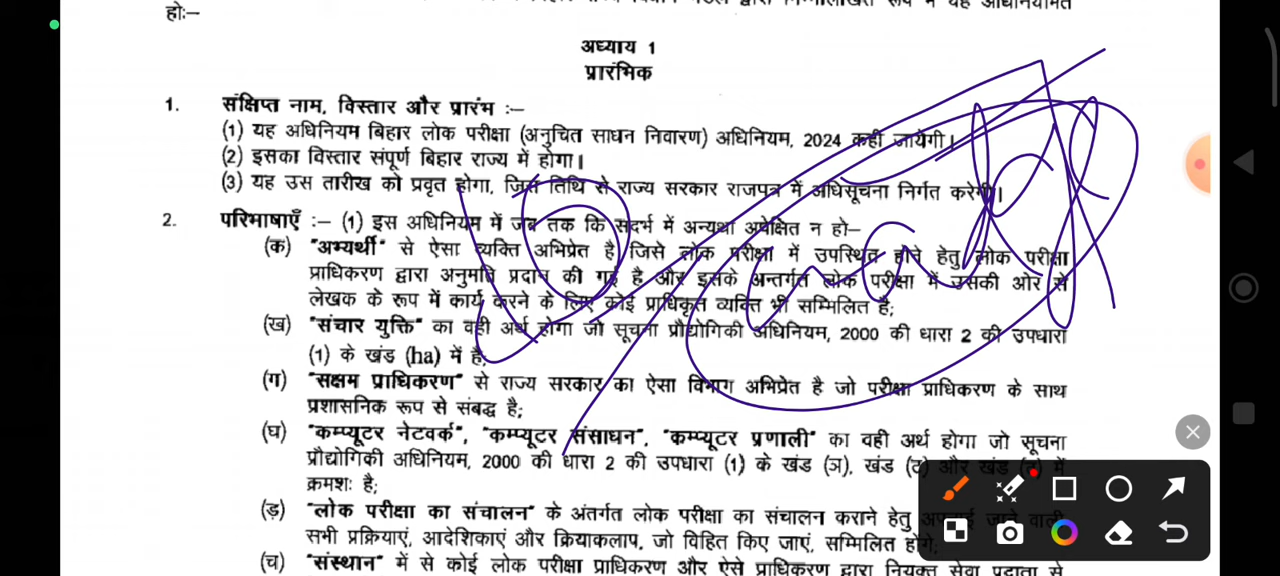 हो:–
अध्याय 1
प्रारंभिक
1. संक्षिप्त नाम, विस्तार और प्रारंभ :–
(1) यह अधिनियम बिहार लोक परीक्षा (अनुचित साधन निवारण) अधिनियम, 2024 कही जायेगी।
(2) इसका विस्तार संपूर्ण बिहार राज्य में होगा।
(3) यह उस तारीख को प्रवृत होगा, जिस तिथि से राज्य सरकार राजपत्र में अधिसूचना निर्गत करेगी।
2. परिभाषाएँ :– (1) इस अधिनियम में जब तक कि संदर्भ में अन्यथा अपेक्षित न हो–
(क) "अभ्यर्थी" से ऐसा व्यक्ति अभिप्रेत है, जिसे लोक परीक्षा में उपस्थित होने हेतु लोक परीक्षा
प्राधिकरण द्वारा अनुमति प्रदान की गई है और इसके अन्तर्गत लोक परीक्षा में उसकी ओर से
लेखक के रूप में कार्य करने के लिए कोई प्राधिकृत व्यक्ति भी सम्मिलित है;
(ख) "संचार युक्ति" का वही अर्थ होगा जो सूचना प्रौद्योगिकी अधिनियम, 2000 की धारा 2 की उपधारा
(1) के खंड (ha) में है;
(ग) "सक्षम प्राधिकरण" से राज्य सरकार का ऐसा विभाग अभिप्रेत है जो परीक्षा प्राधिकरण के साथ
प्रशासनिक रूप से संबद्ध है;
(घ) "कम्प्यूटर नेटवर्क", "कम्प्यूटर संसाधन", "कम्प्यूटर प्रणाली" का वही अर्थ होगा जो सूचना
प्रौद्योगिकी अधिनियम, 2000 की धारा 2 की उपधारा (1) के खंड (ञ), खंड (ट) और खंड में
क्रमशः है;
(ड़) "लोक परीक्षा का संचालन" के अंतर्गत लोक परीक्षा का संचालन कराने हेतु अपनाई जाने वाली
सभी प्रक्रियाएं, आदेशिकाएं और क्रियाकलाप, जो विहित किए जाएं, सम्मिलित होंगे;
(च) "संस्थान" में से कोई लोक परीक्षा प्राधिकरण और ऐसे प्राधिकरण द्वारा नियुक्त सेवा प्रदाता से